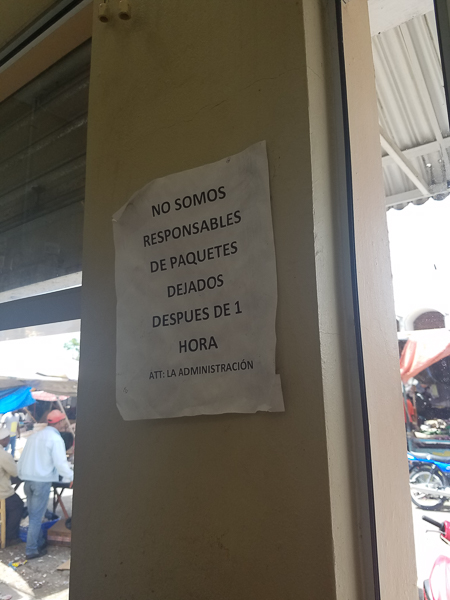 NO SOMOS
RESPONSABLES
DE PAQUETES
DEJADOS
DESPUES DE 1
HORA
ATT: LA ADMINISTRACIÓN